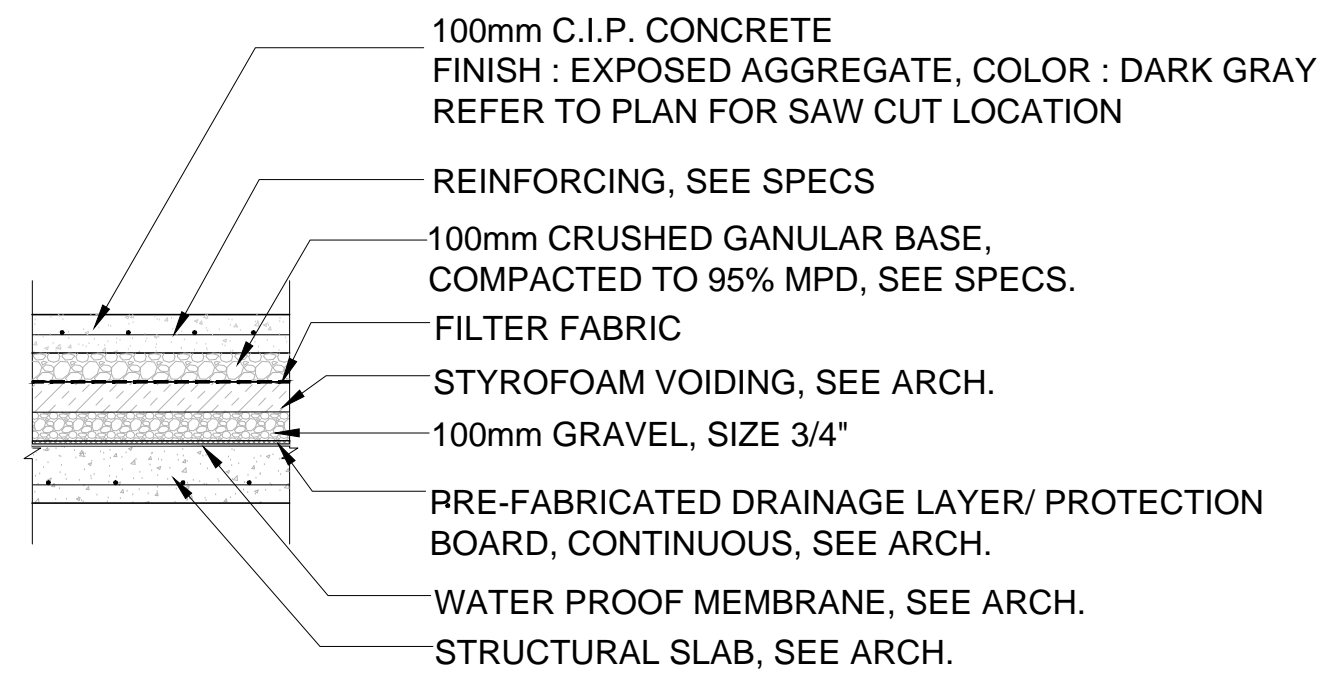 100mm C.I.P. CONCRETE
FINISH : EXPOSED AGGREGATE, COLOR : DARK GRAY
REFER TO PLAN FOR SAW CUT LOCATION
REINFORCING, SEE SPECS
100mm CRUSHED GANULAR BASE,
COMPACTED TO 95% MPD, SEE SPECS.
FILTER FABRIC
STYROFOAM VOIDING, SEE ARCH.
100mm GRAVEL, SIZE 3/4"
PRE-FABRICATED DRAINAGE LAYER/ PROTECTION
BOARD, CONTINUOUS, SEE ARCH.
WATER PROOF MEMBRANE, SEE ARCH.
STRUCTURAL SLAB, SEE ARCH.